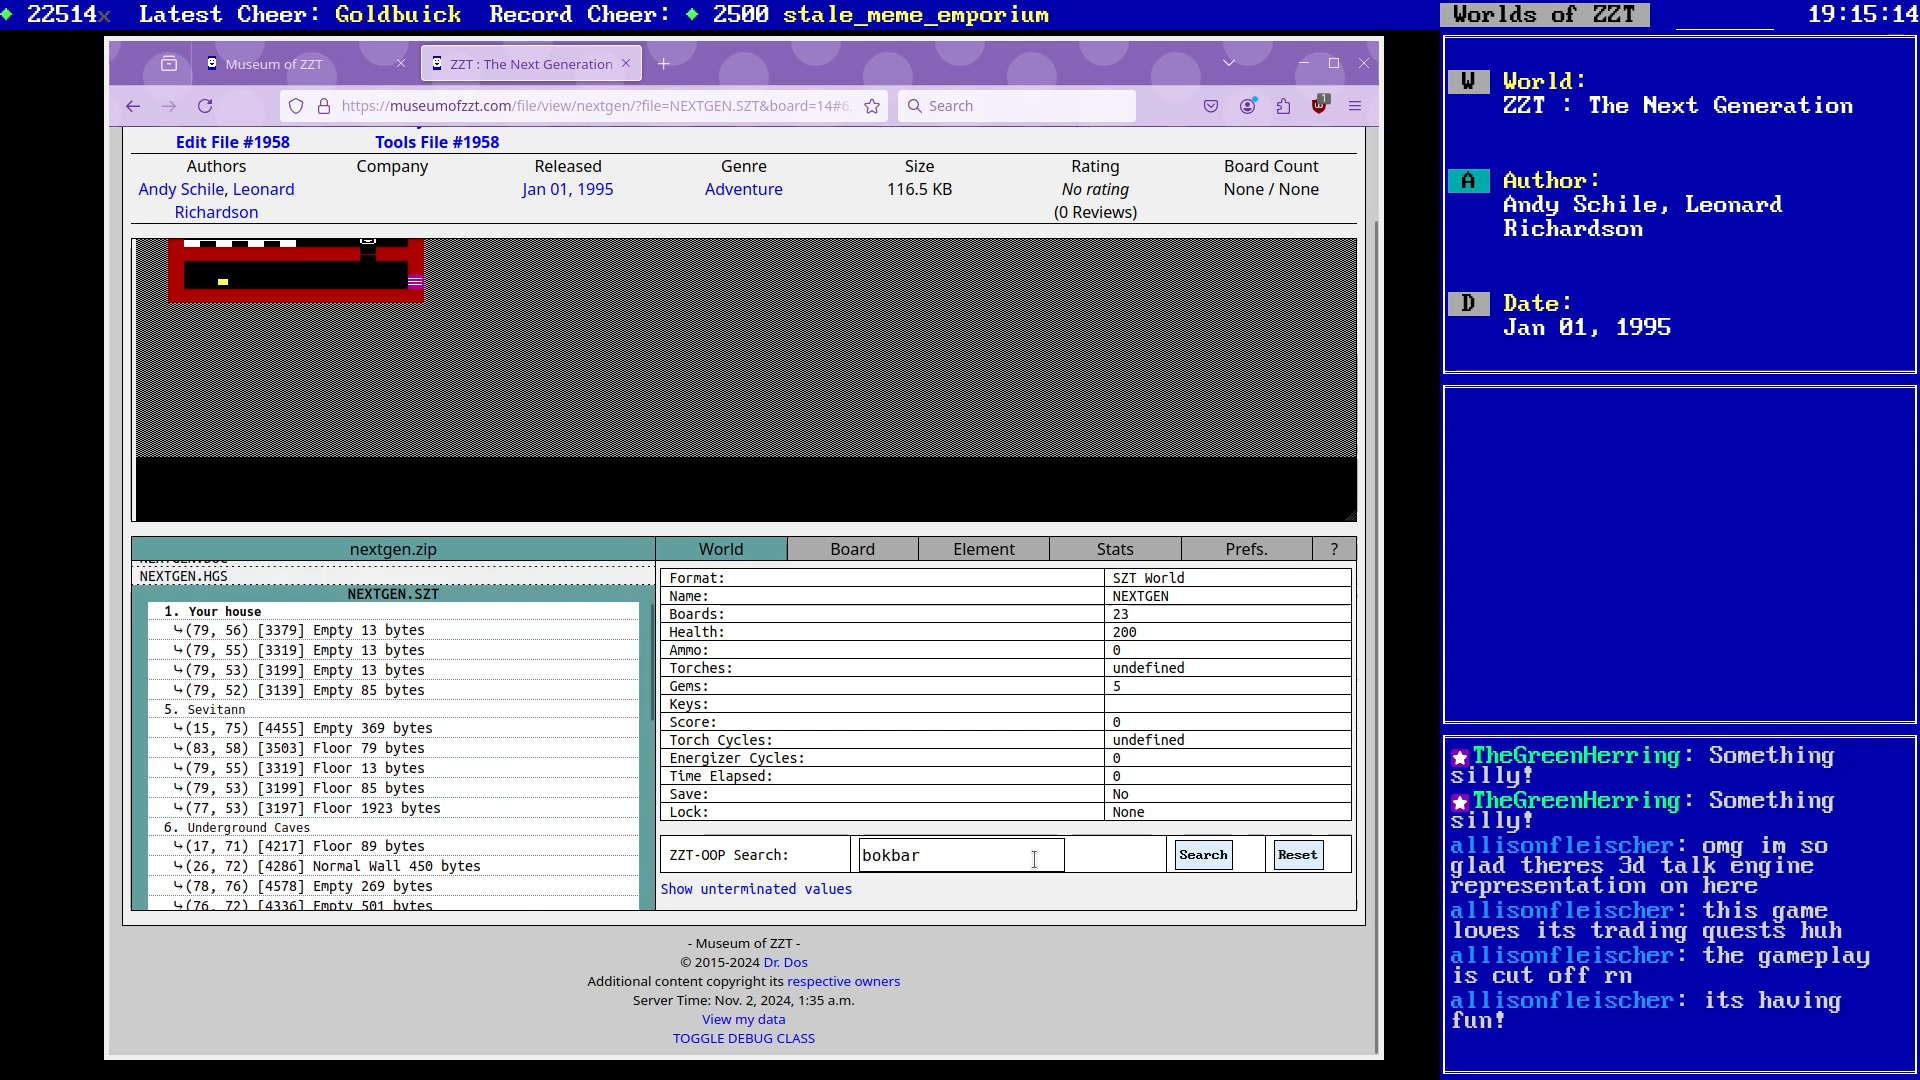 22514x Latest Cheer: Goldbuick Record Cheer: 2500 stale_meme_emporium
Worlds of ZZT
19:15:14
Museum of ZZT
ZZT : The Next Generation
https://museumofzzt.com/file/view/nextgen/?file=NEXTGEN.SZT&board=14#6
Search
1
Edit File #1958
Tools File #1958
Authors Company Released Genre Size Rating Board Count
Andy Schile, Leonard Richardson
Jan 01, 1995
Adventure
116.5 KB
No rating
(0 Reviews)
None / None
nextgen.zip
World Board Element Stats Prefs. ?
NEXTGEN.HGS
NEXTGEN.SZT
1. Your house
↳(79, 56) [3379] Empty 13 bytes
↳(79, 55) [3319] Empty 13 bytes
↳(79, 53) [3199] Empty 13 bytes
↳(79, 52) [3139] Empty 85 bytes
5. Sevitann
↳(15, 75) [4455] Empty 369 bytes
↳(83, 58) [3503] Floor 79 bytes
↳(79, 55) [3319] Floor 13 bytes
↳(79, 53) [3199] Floor 85 bytes
↳(77, 53) [3197] Floor 1923 bytes
6. Underground Caves
↳(17, 71) [4217] Floor 89 bytes
↳(26, 72) [4286] Normal Wall 450 bytes
↳(78, 76) [4578] Empty 269 bytes
↳(76, 72) [4336] Empty 501 bytes
Format: SZT World
Name: NEXTGEN
Boards: 23
Health: 200
Ammo: 0
Torches: undefined
Gems: 5
Keys:
Score: 0
Torch Cycles: undefined
Energizer Cycles: 0
Time Elapsed: 0
Save: No
Lock: None
ZZT-OOP Search: bokbar Search Reset
Show unterminated values
- Museum of ZZT -
© 2015-2024 Dr. Dos
Additional content copyright its respective owners
Server Time: Nov. 2, 2024, 1:35 a.m.
View my data
TOGGLE DEBUG CLASS
W World:
ZZT : The Next Generation
A Author:
Andy Schile, Leonard
Richardson
D Date:
Jan 01, 1995
TheGreenHerring: Something
silly!
TheGreenHerring: Something
silly!
allisonfleischer: omg im so
glad theres 3d talk engine
representation on here
allisonfleischer: this game
loves its trading quests huh
allisonfleischer: the gameplay
is cut off rn
allisonfleischer: its having
fun!